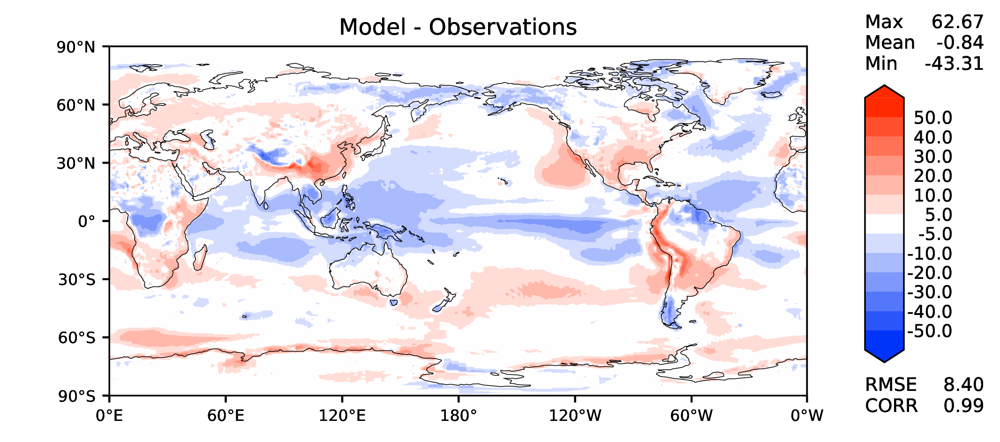 Model - Observations
Max 62.67
Mean -0.84
Min -43.31
90°N
60°N
30°N
0°
30°S
60°S
90°S
0°E
60°E
120°E
180°
120°W
60°W
0°W
50.0
40.0
30.0
20.0
10.0
5.0
-5.0
-10.0
-20.0
-30.0
-40.0
-50.0
RMSE 8.40
CORR 0.99